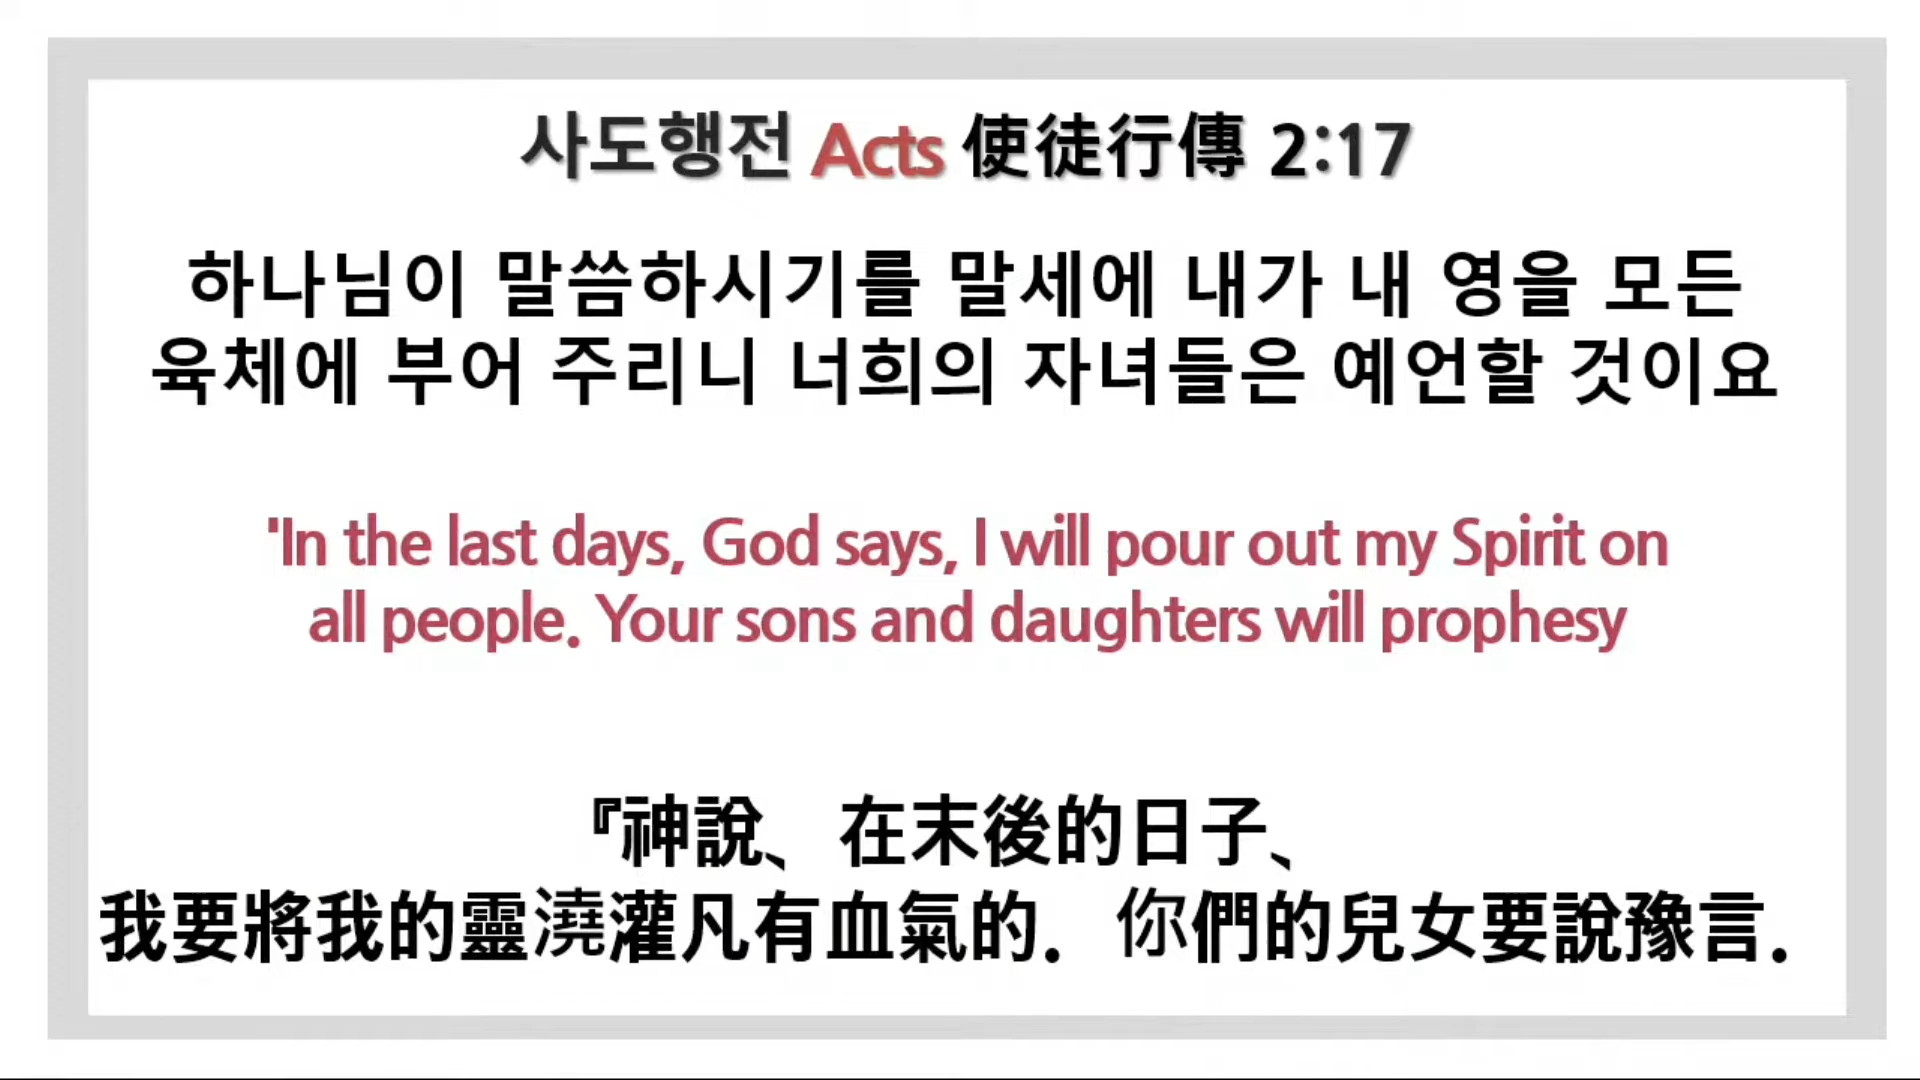 사도행전 Acts 使徒行傳 2:17
하나님이 말씀하시기를 말세에 내가 내 영을 모든
육체에 부어 주리니 너희의 자녀들은 예언할 것이요
'In the last days, God says, I will pour out my Spirit on
all people. Your sons and daughters will prophesy
『神說、在末後的日子、
我要將我的靈澆灌凡有血氣的. 你們的兒女要說豫言.